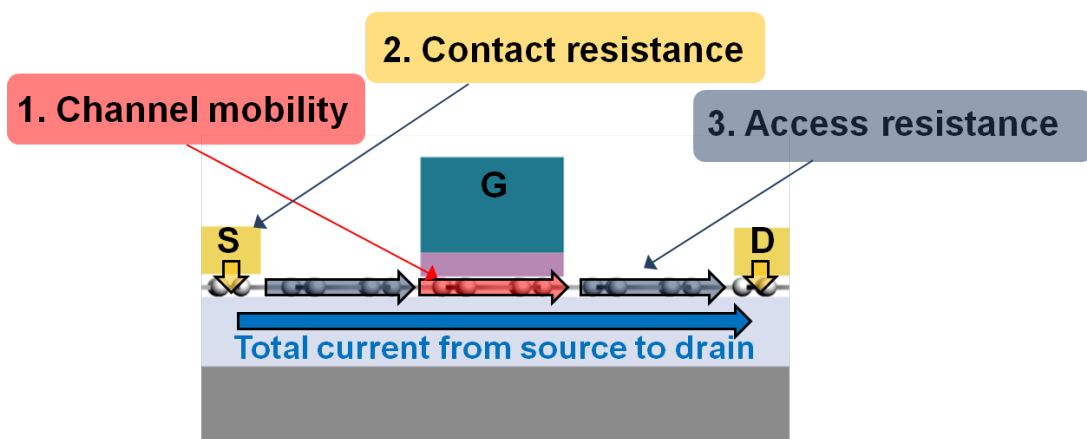 2. Contact resistance
1. Channel mobility
3. Access resistance
G
S
D
Total current from source to drain